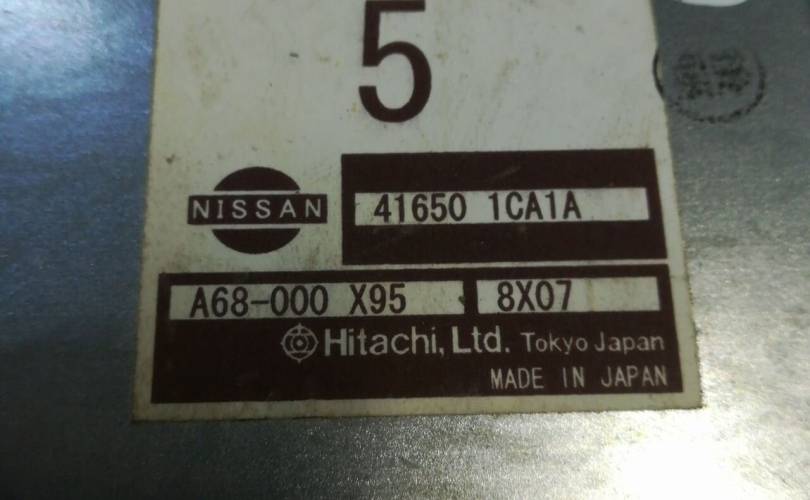 5
NISSAN
41650 1CA1A
A68-000 X95
8X07
Hitachi, Ltd. Tokyo Japan
MADE IN JAPAN